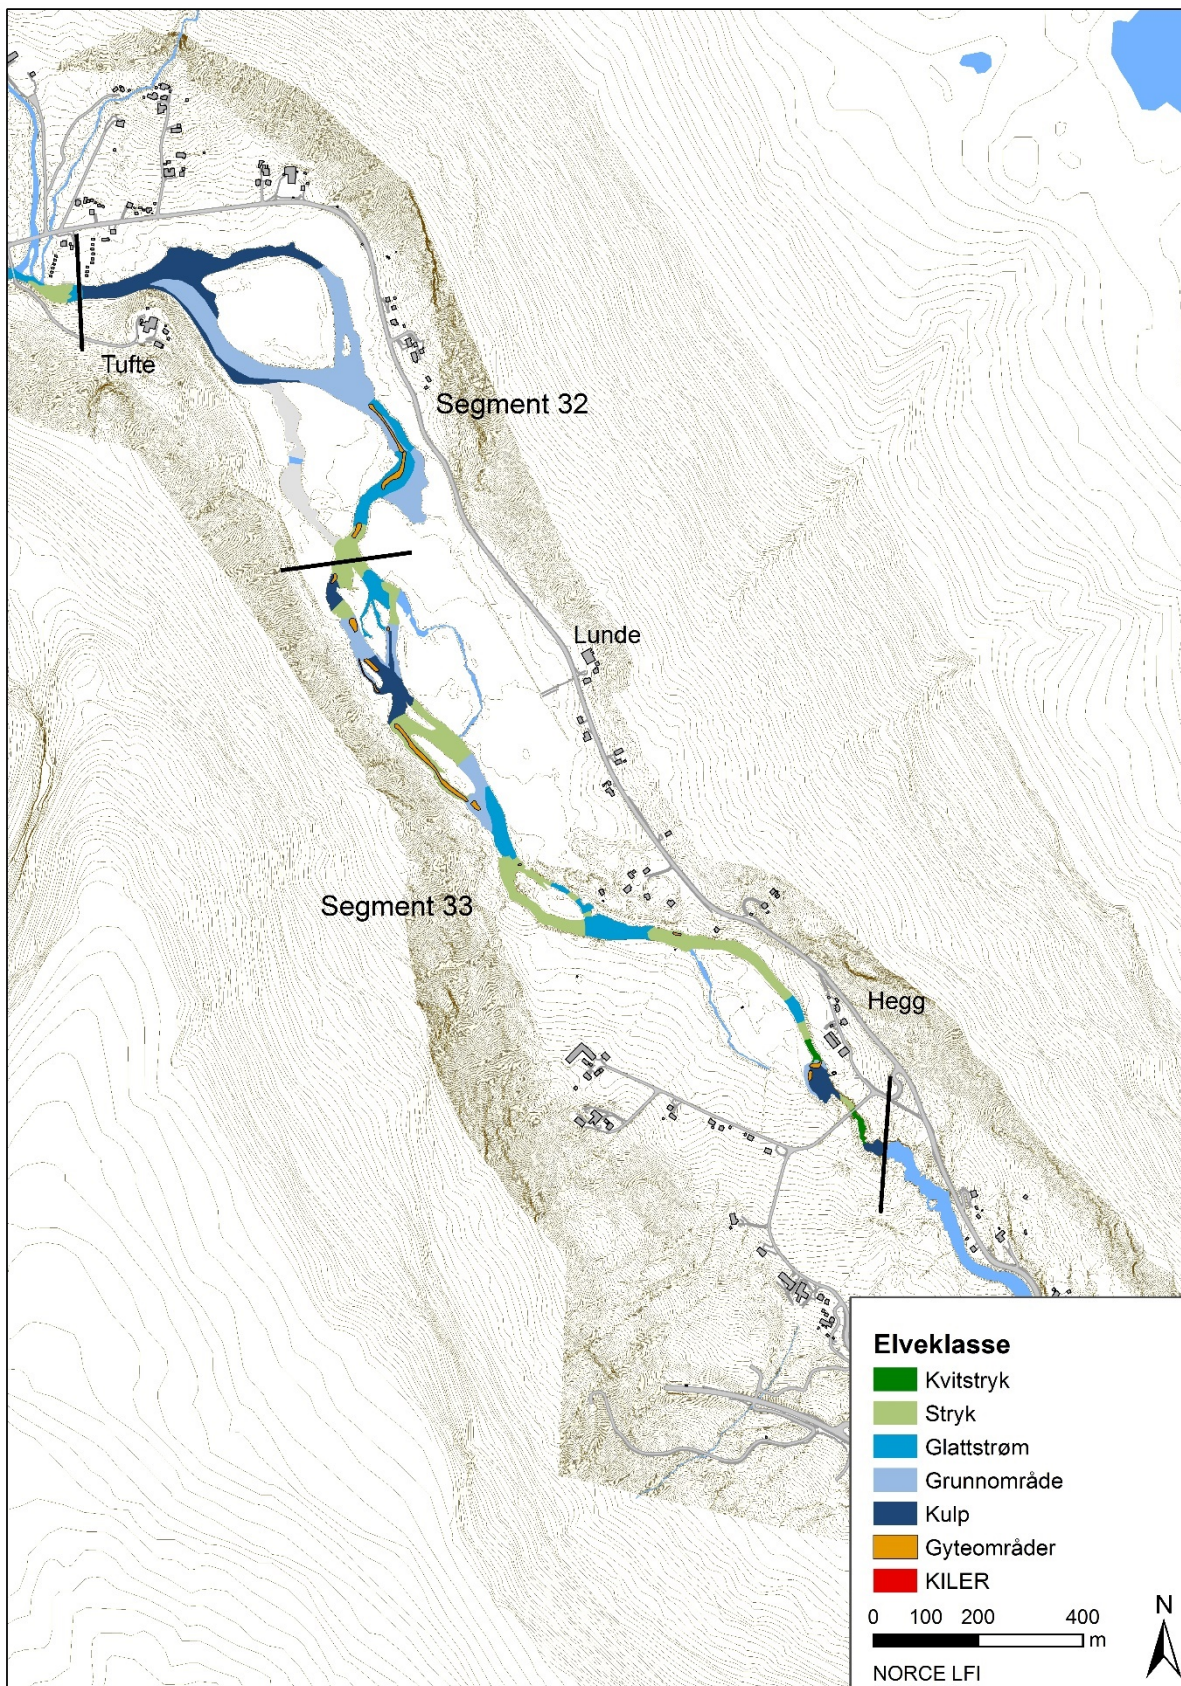 Tufte
Segment 32
Lunde
Segment 33
Hegg
Elveklasse
Kvitstryk
Stryk
Glattstrøm
Grunnområde
Kulp
Gyteområder
KILER
0 100 200 400
m
NORCE LFI
N